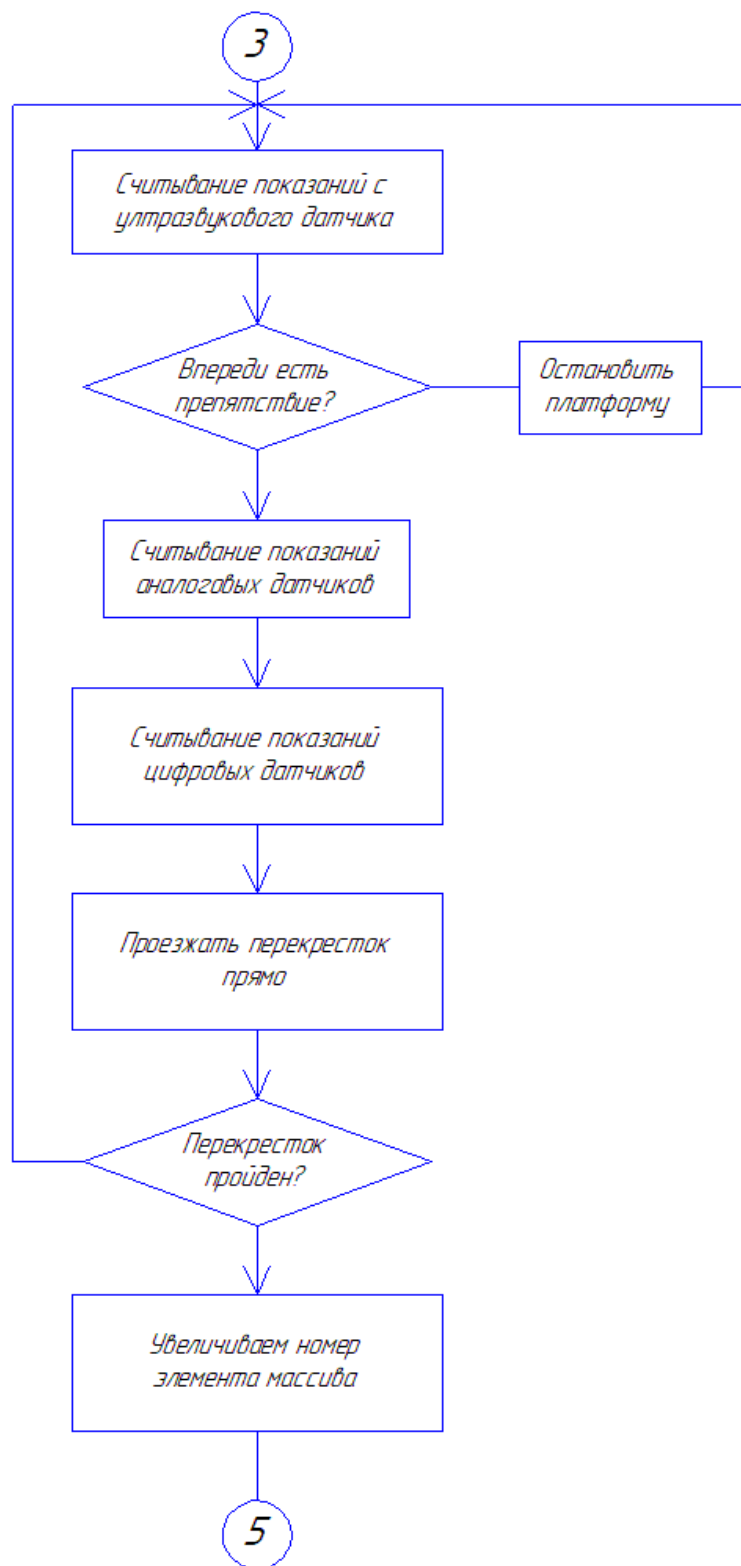 3
Считывание показаний с
ултразвукового датчика
Впереди есть
препятствие?
Остановить
платформу
Считывание показаний
аналоговых датчиков
Считывание показаний
цифровых датчиков
Проезжать перекресток
прямо
Перекресток
пройден?
Увеличиваем номер
элемента массива
5